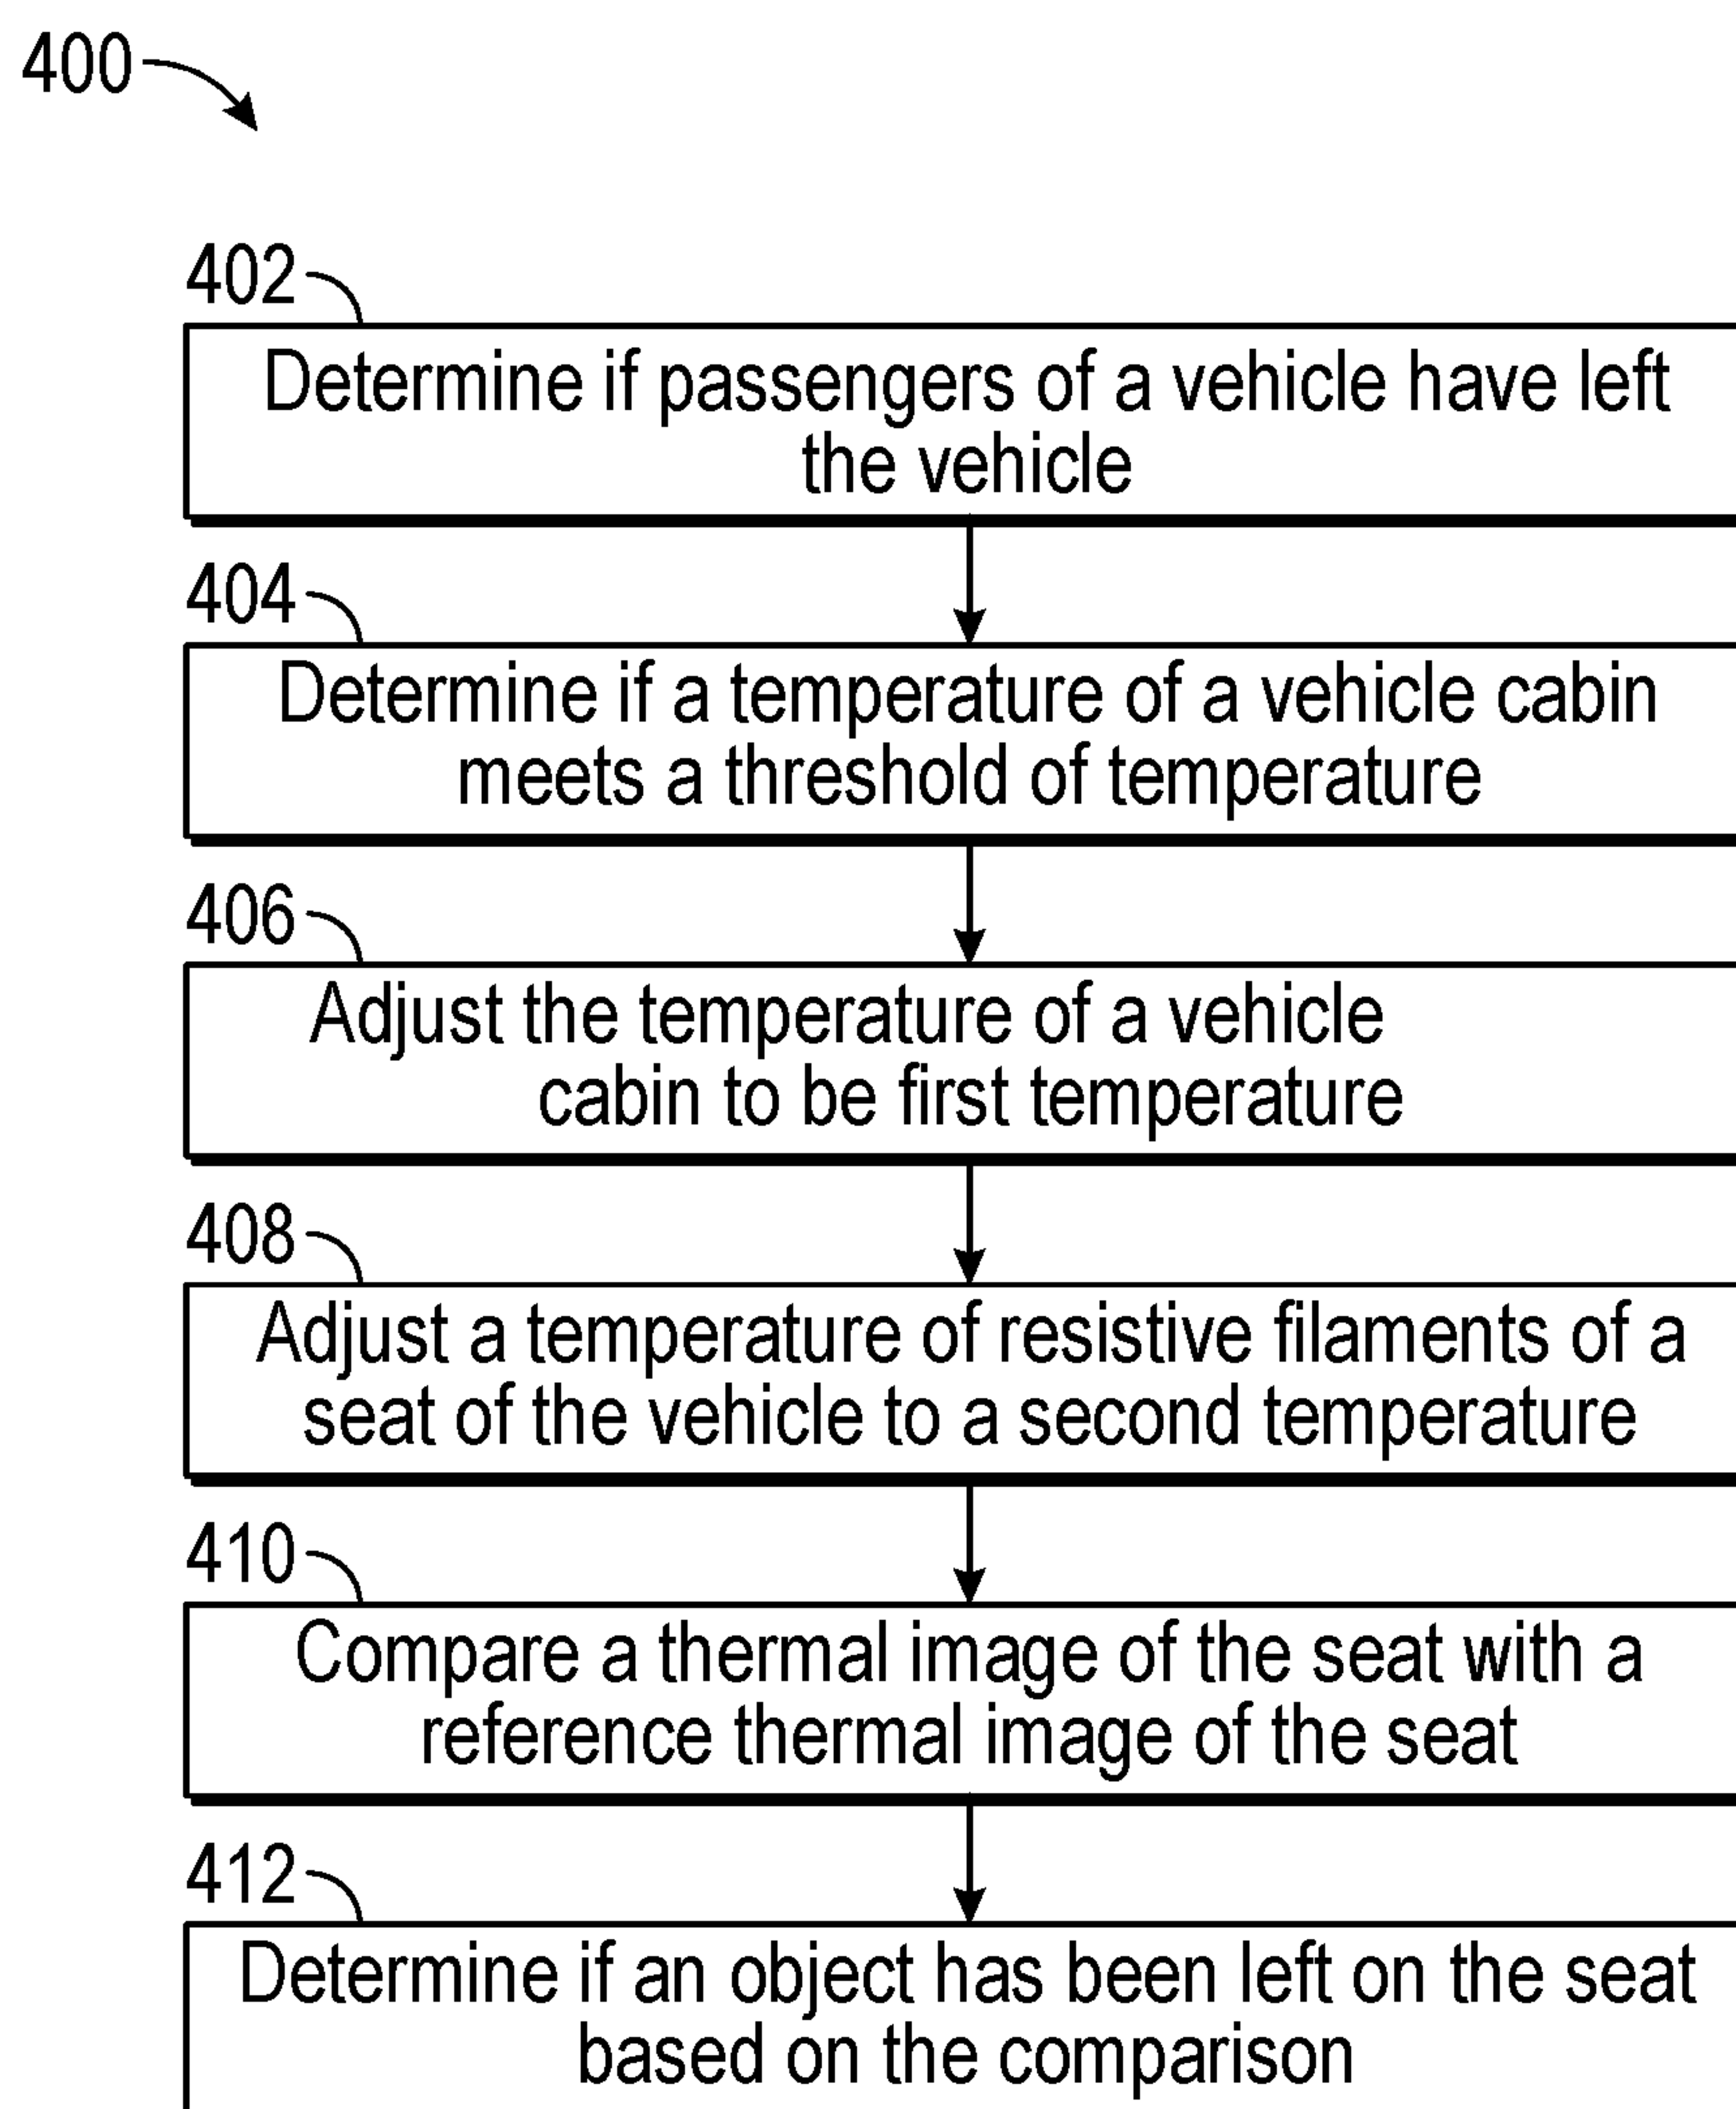 400
402
Determine if passengers of a vehicle have left
the vehicle
404
Determine if a temperature of a vehicle cabin
meets a threshold of temperature
406
Adjust the temperature of a vehicle
cabin to be first temperature
408
Adjust a temperature of resistive filaments of a
seat of the vehicle to a second temperature
410
Compare a thermal image of the seat with a
reference thermal image of the seat
412
Determine if an object has been left on the seat
based on the comparison